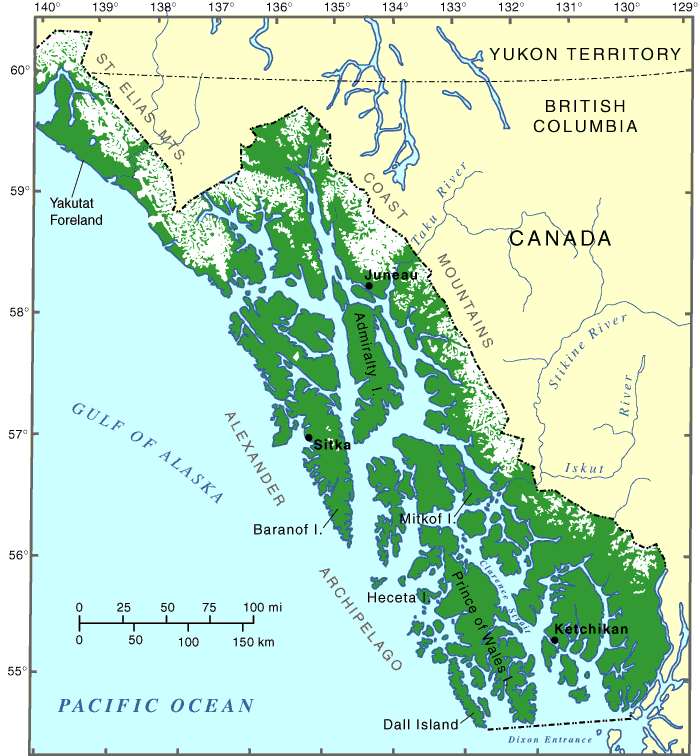 140° 139° 138° 137° 136° 135° 134° 133° 132° 131° 130° 129°
YUKON TERRITORY
60°
ST. ELIAS MTS.
BRITISH
COLUMBIA
59°
Yakutat
Foreland
COAST
MOUNTAINS
Taku River
CANADA
Juneau
58°
Admiralty I.
Stikine River
River
Iskut
57°
GULF OF ALASKA
ALEXANDER
Sitka
Baranof I.
Mitkof I.
56°
ARCHIPELAGO
Heceta I.
Clarence Strait
Prince of Wales I.
0 25 50 75 100 mi
0 50 100 150 km
Ketchikan
55°
PACIFIC OCEAN
Dall Island
Dixon Entrance